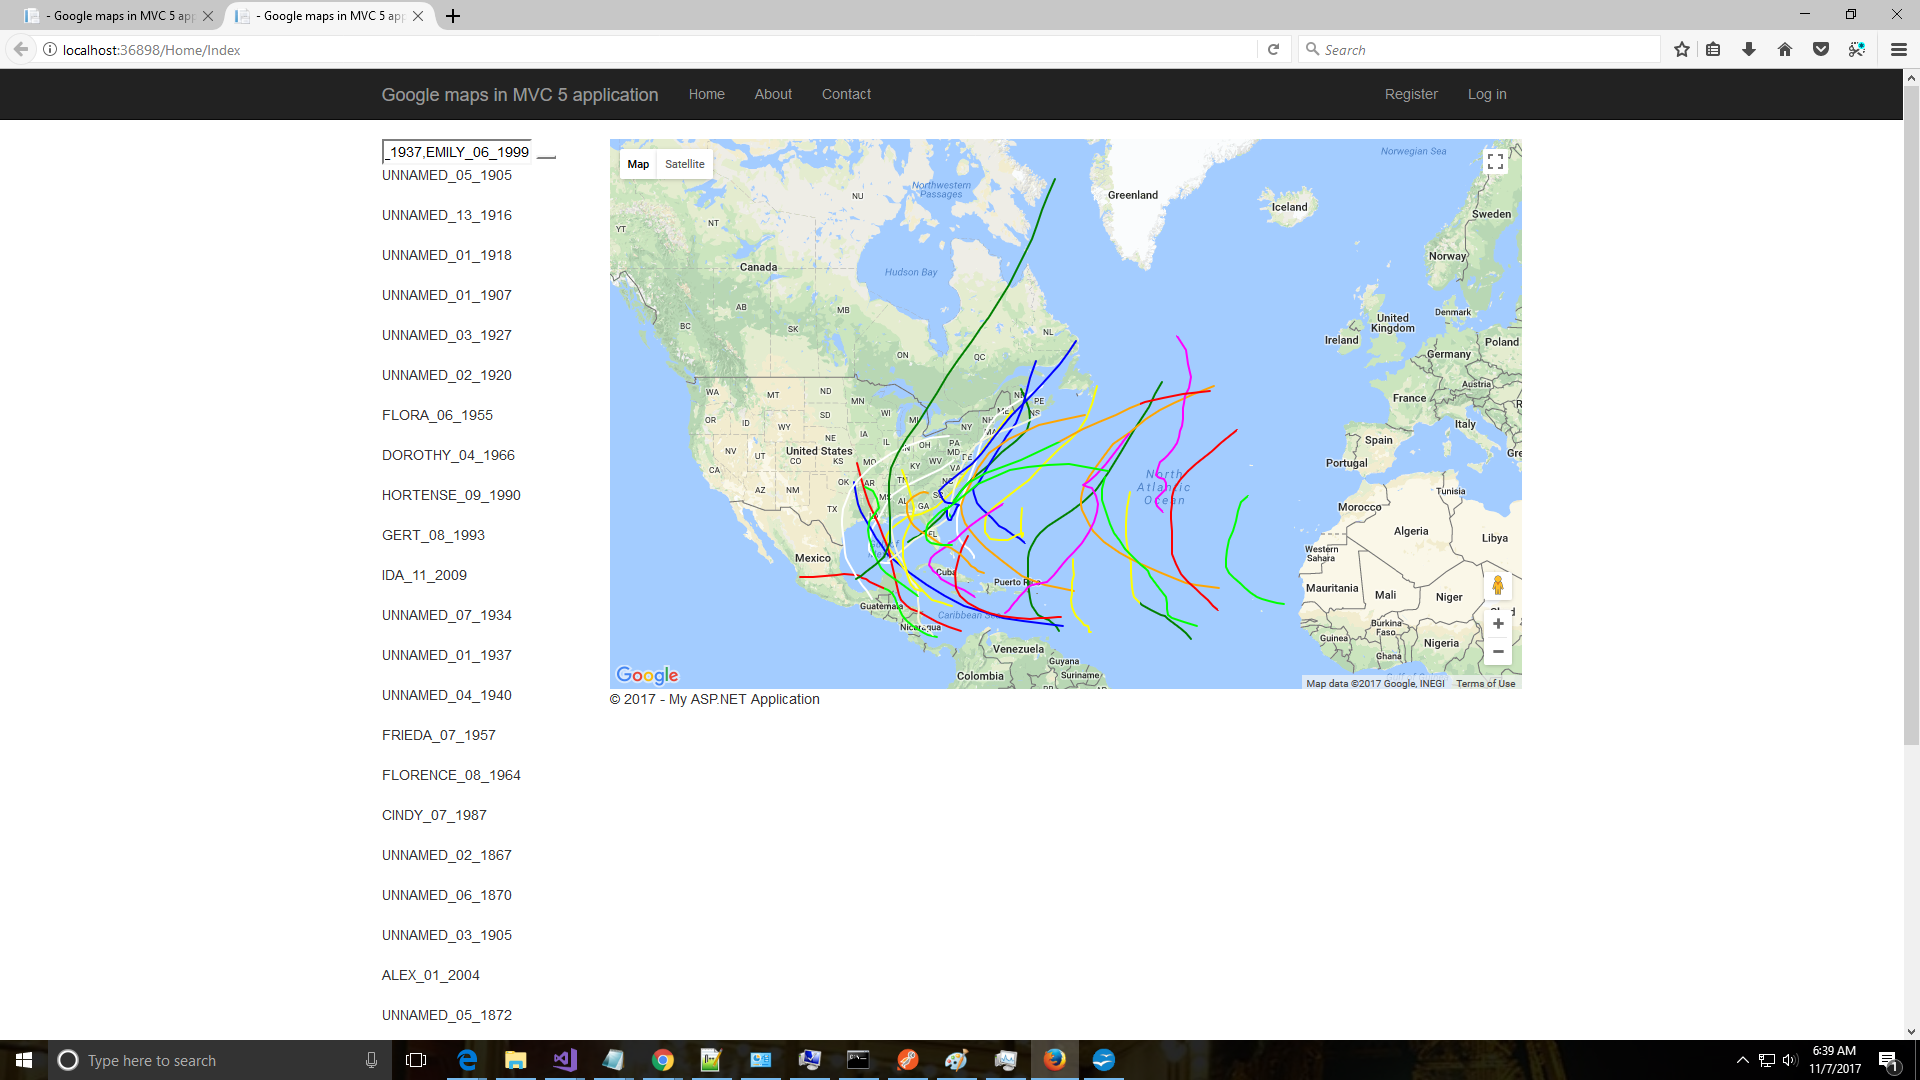 - Google maps in MVC 5 app
- Google maps in MVC 5 app
localhost:36898/Home/Index
Search
Google maps in MVC 5 application
Home
About
Contact
Register
Log in
_1937,EMILY_06_1999
UNNAMED_05_1905
UNNAMED_13_1916
UNNAMED_01_1918
UNNAMED_01_1907
UNNAMED_03_1927
UNNAMED_02_1920
FLORA_06_1955
DOROTHY_04_1966
HORTENSE_09_1990
GERT_08_1993
IDA_11_2009
UNNAMED_07_1934
UNNAMED_01_1937
UNNAMED_04_1940
FRIEDA_07_1957
FLORENCE_08_1964
CINDY_07_1987
UNNAMED_02_1867
UNNAMED_06_1870
UNNAMED_03_1905
ALEX_01_2004
UNNAMED_05_1872
Map
Satellite
Norwegian Sea
Northwestern
Passages
Greenland
NU
Iceland
Sweden
NT
YT
Norway
Canada
Hudson Bay
AB
MB
BC
SK
NL
United
Kingdom
Denmark
Ireland
Poland
ON
QC
Germany
Austria
WA
MT
ND
MN
France
PE
NS
OR
ID
SD
WI
MI
NY
NH
Italy
WY
IA
Spain
NE
IL
OH
PA
NV
UT
United States
CO
KS
MO
WV
VA
DE
Portugal
CA
KY
North
Atlantic
Ocean
OK
AR
TN
NC
AZ
NM
MS
AL
SC
GA
Tunisia
TX
Morocco
FL
Algeria
Libya
Western
Sahara
Mexico
Cuba
Puerto Rico
Mauritania
Mali
Niger
Guatemala
Caribbean Sea
Nicaragua
Burkina
Faso
Guinea
Nigeria
Venezuela
Ghana
Guyana
Suriname
Colombia
Google
Map data ©2017 Google, INEGI
Terms of Use
© 2017 - My ASP.NET Application
Type here to search
6:39 AM
11/7/2017
1